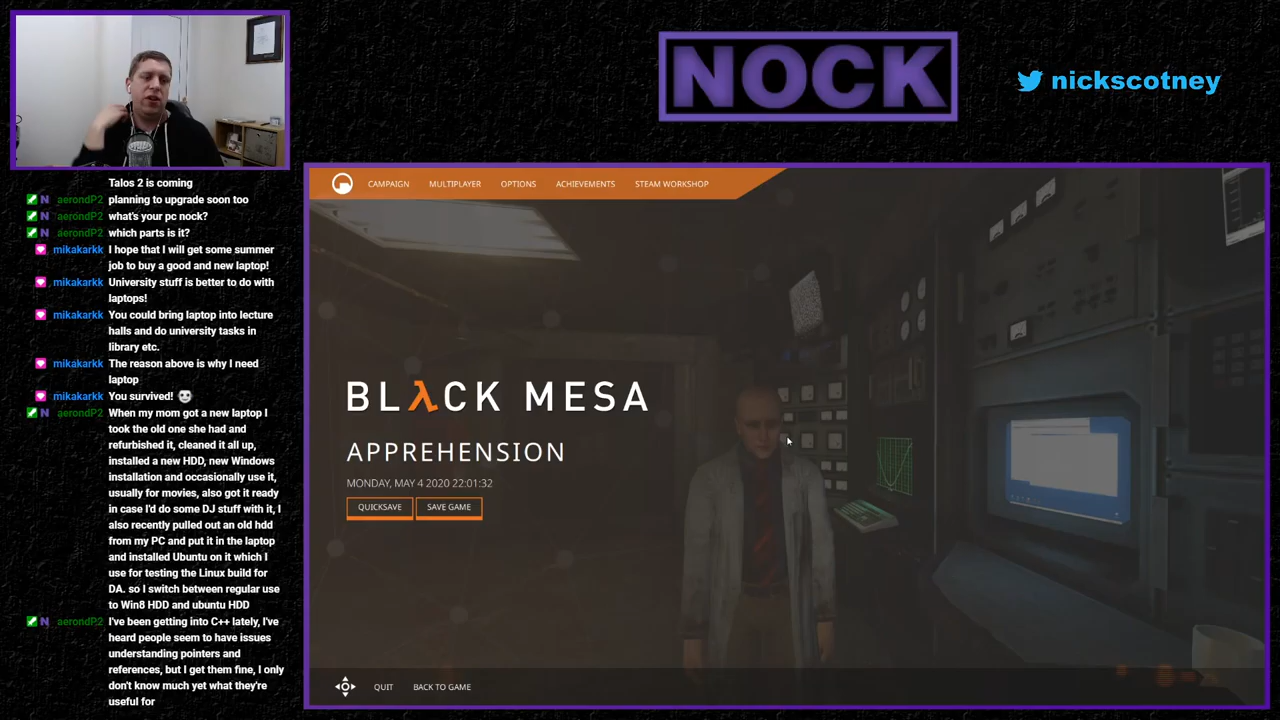 NOCK
nickscotney
Talos 2 is coming
aerondP2 planning to upgrade soon too
aerondP2 what's your pc nock?
aerondP2 which parts is it?
mikakarkk I hope that I will get some summer
job to buy a good and new laptop!
mikakarkk University stuff is better to do with
laptops!
mikakarkk You could bring laptop into lecture
halls and do university tasks in
library etc.
mikakarkk The reason above is why I need
laptop
mikakarkk You survived!
aerondP2 When my mom got a new laptop I
took the old one she had and
refurbished it, cleaned it all up,
installed a new HDD, new Windows
installation and occasionally use it,
usually for movies, also got it ready
in case I'd do some DJ stuff with it, I
also recently pulled out an old hdd
from my PC and put it in the laptop
and installed Ubuntu on it which I
use for testing the Linux build for
DA. so I switch between regular use
to Win8 HDD and ubuntu HDD
aerondP2 I've been getting into C++ lately, I've
heard people seem to have issues
understanding pointers and
references, but I get them fine, I only
don't know much yet what they're
useful for
CAMPAIGN MULTIPLAYER OPTIONS ACHIEVEMENTS STEAM WORKSHOP
BLλCK MESA
APPREHENSION
MONDAY, MAY 4 2020 22:01:32
QUICKSAVE SAVE GAME
QUIT BACK TO GAME